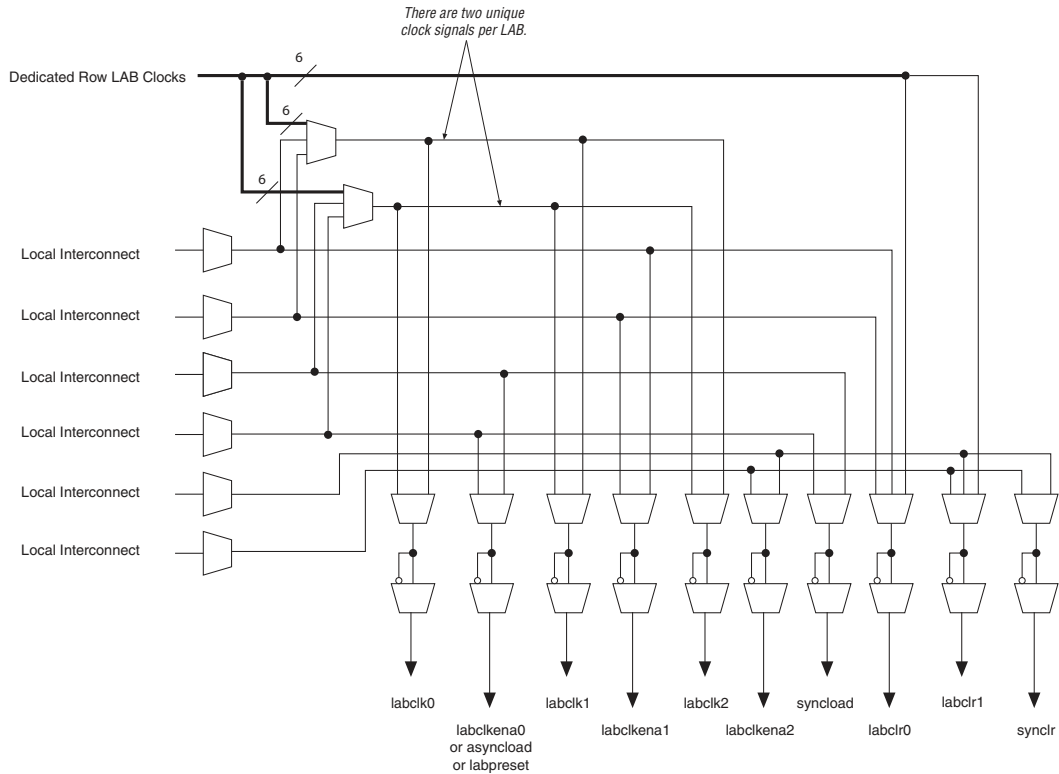 There are two unique
clock signals per LAB.
6
Dedicated Row LAB Clocks
6
6
Local Interconnect
Local Interconnect
Local Interconnect
Local Interconnect
Local Interconnect
Local Interconnect
labclk0
labclk1
labclk2
syncload
labclr1
labclkena0
or asyncload
or labpreset
labclkena1
labclkena2
labclr0
synclr